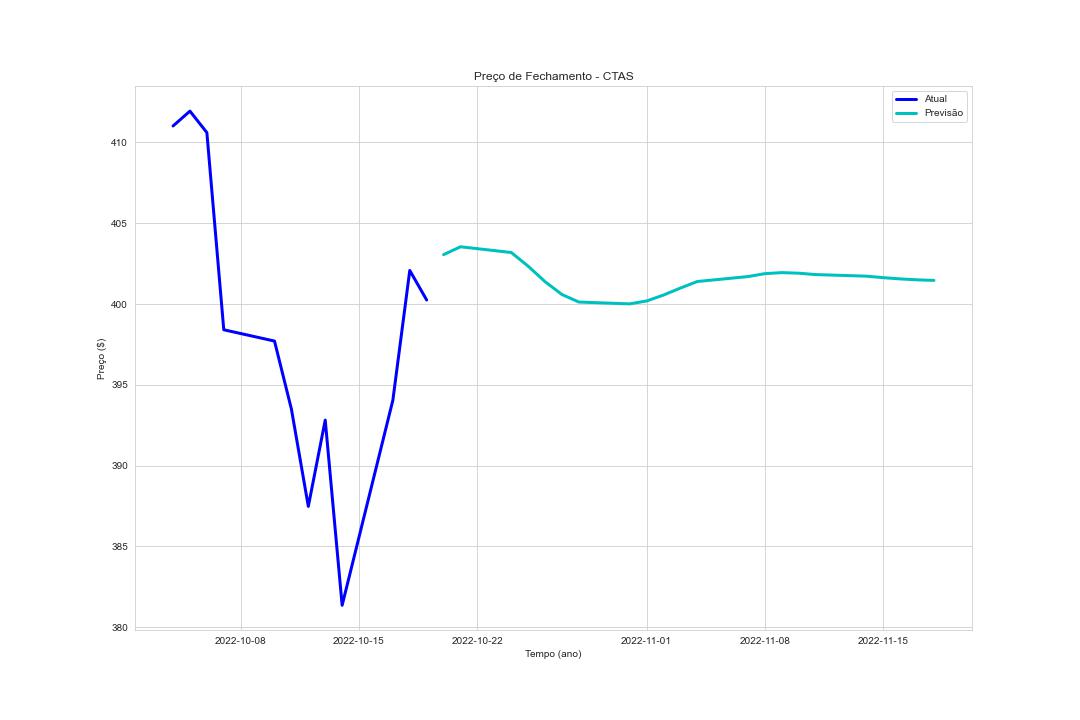 Preço de Fechamento - CTAS
Atual
Previsão
410
405
400
395
390
385
380
Preço ($)
2022-10-08
2022-10-15
2022-10-22
2022-11-01
2022-11-08
2022-11-15
Tempo (ano)